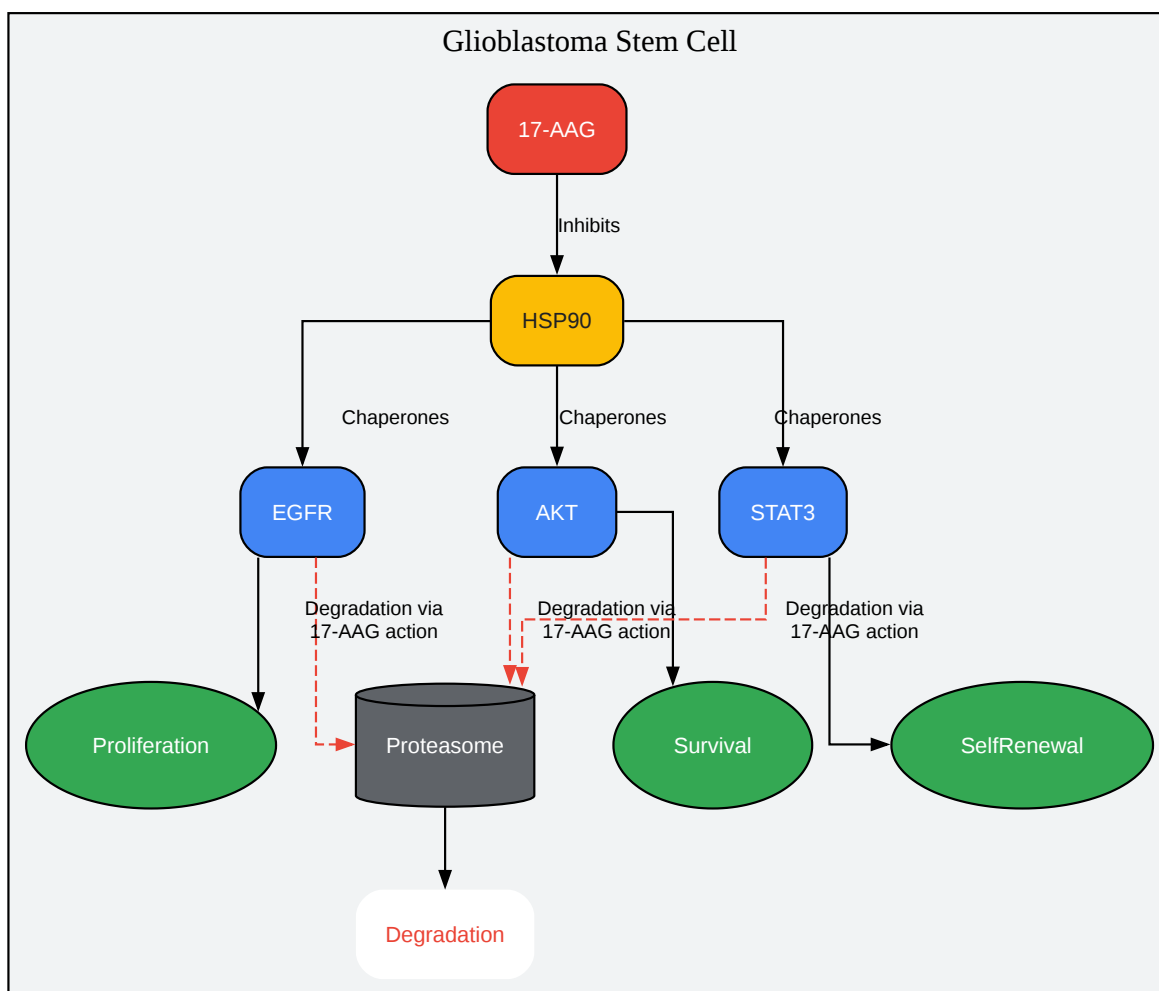 Glioblastoma Stem Cell
17-AAG
Inhibits
HSP90
Chaperones
Chaperones
Chaperones
EGFR
AKT
STAT3
Degradation via
17-AAG action
Degradation via
17-AAG action
Degradation via
17-AAG action
Proliferation
Proteasome
Survival
SelfRenewal
Degradation